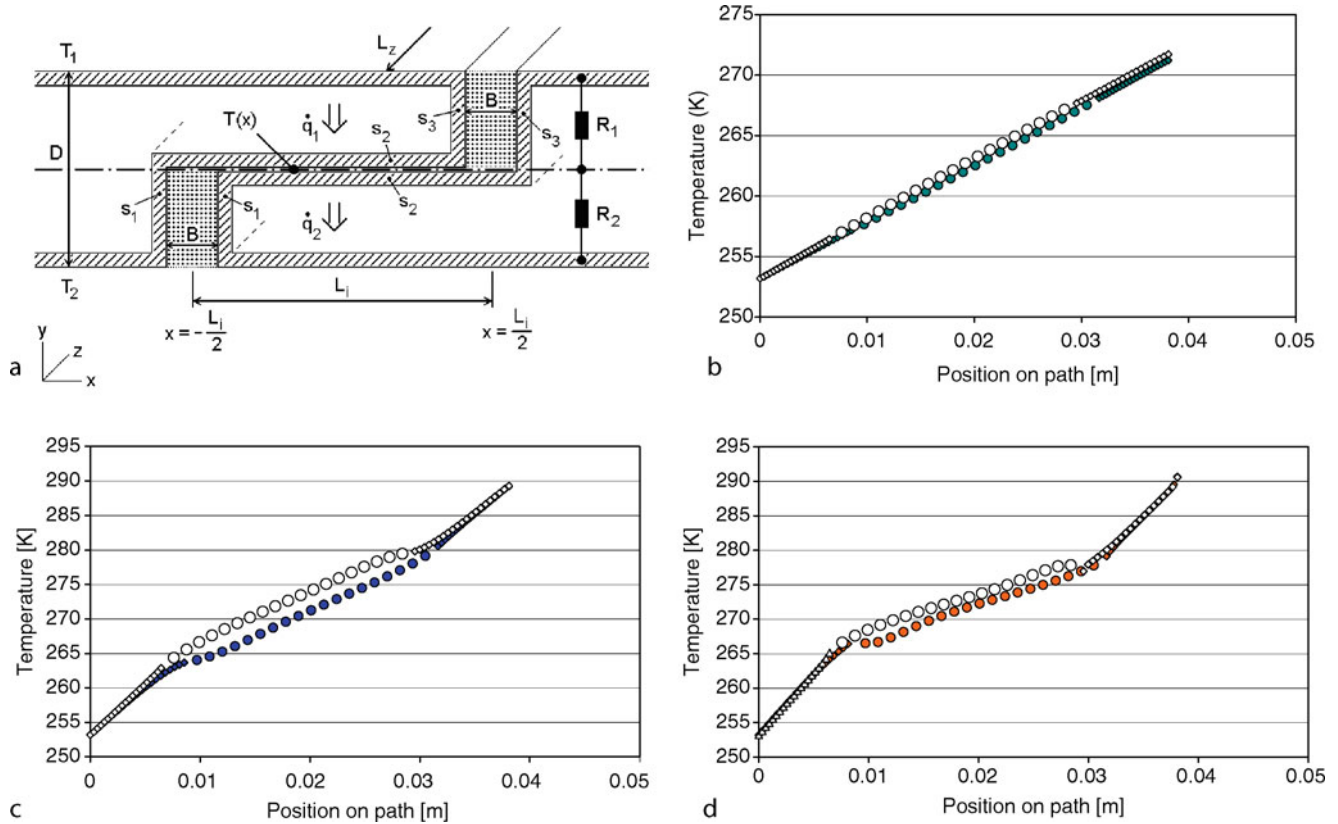 T₁
L_z
D
T(x)
q̇₁
s₂
s₃
B
s₃
R₁
s₁
B
s₁
q̇₂
s₂
R₂
T₂
L_i
x = -L_i/2
x = L_i/2
y
z
x
a
275
270
265
260
255
250
Temperature (K)
0 0.01 0.02 0.03 0.04 0.05
Position on path [m]
b
295
290
285
280
275
270
265
260
255
250
Temperature [K]
0 0.01 0.02 0.03 0.04 0.05
Position on path [m]
c
295
290
285
280
275
270
265
260
255
250
Temperature [K]
0 0.01 0.02 0.03 0.04 0.05
Position on path [m]
d